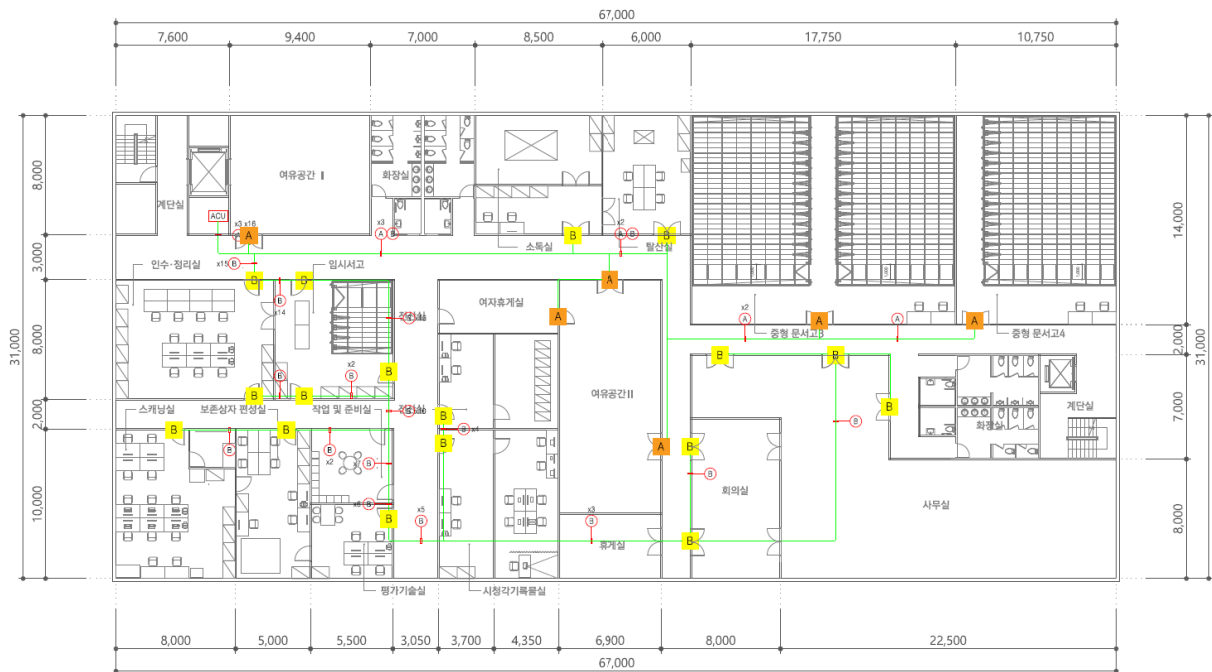 67,000
7,600 9,400 7,000 8,500 6,000 17,750 10,750
여유공간 Ⅱ
화장실
계단실
ACU
x3 x16
A
x3
A B
B
x2
A B
B
소독실
탈산실
인수·정리실
x15 B
임시서고
B
B
B
x14
A
여자휴게실
A
x2
A
A
A
A
중형 문서고3
중형 문서고4
B
B
B
x2
B
B
B
B
여유공간Ⅱ
B
화장실
계단실
스캐닝실
보존상자 편성실
작업 및 준비실
B
B
B
B
x2
B
B x4
B
A
B
B
B
회의실
사무실
B
B
x5
B
x3
B
B
휴게실
평가기술실
시청각기록물실
8,000 5,000 5,500 3,050 3,700 4,350 6,900 8,000 22,500
67,000
31,000
8,000
3,000
8,000
2,000
10,000
14,000
2,000
7,000
8,000
31,000